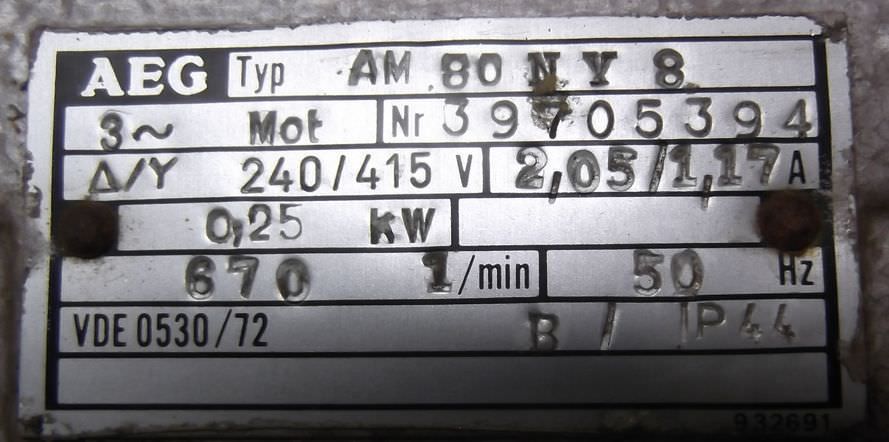 AEG Typ AM 80 N Y 8
3~ Mot Nr 39705394
Δ/Y 240/415 V 2,05/1,17 A
0,25 KW
670 1/min 50 Hz
VDE 0530/72 B / IP44
932691